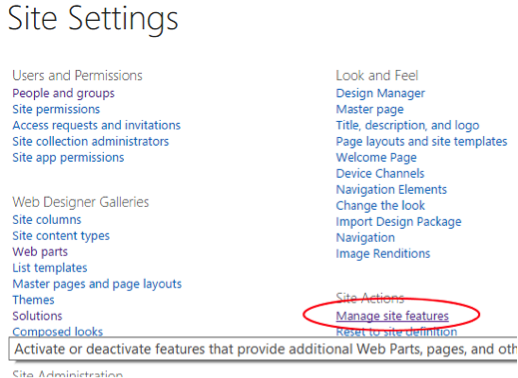 Site Settings
Users and Permissions
People and groups
Site permissions
Access requests and invitations
Site collection administrators
Site app permissions
Web Designer Galleries
Site columns
Site content types
Web parts
List templates
Master pages and page layouts
Themes
Solutions
Composed looks
Look and Feel
Design Manager
Master page
Title, description, and logo
Page layouts and site templates
Welcome Page
Device Channels
Navigation Elements
Change the look
Import Design Package
Navigation
Image Renditions
Site Actions
Manage site features
Reset to site definition
Activate or deactivate features that provide additional Web Parts, pages, and oth
Site Administration